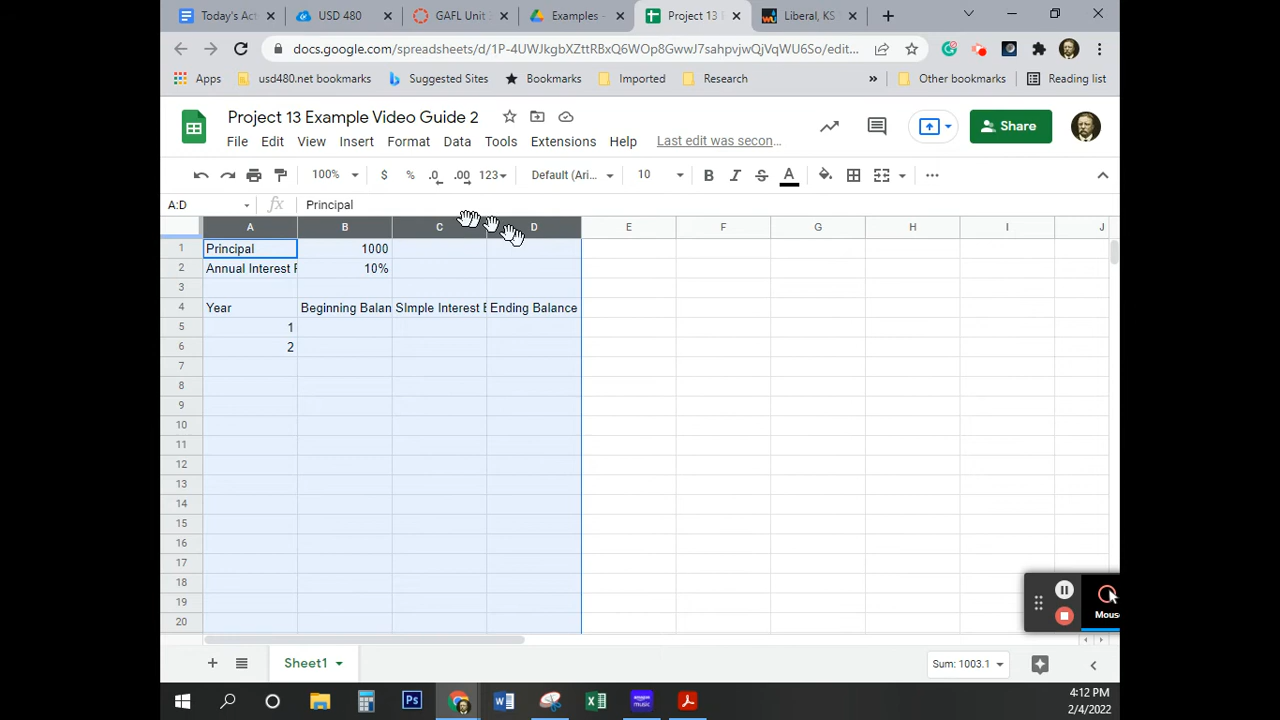 Today's Act
USD 480
GAFL Unit
Examples -
Project 13
Liberal, KS
docs.google.com/spreadsheets/d/1P-4UWJkgbXZttRBxQ6WOp8GwwJ7sahpvjwQjVqWU6So/edit...
Apps
usd480.net bookmarks
Suggested Sites
Bookmarks
Imported
Research
»
Other bookmarks
Reading list
Project 13 Example Video Guide 2
Share
File Edit View Insert Format Data Tools Extensions Help Last edit was secon...
100% $ % .0 .00 123 Default (Ari... 10 B I S A
A:D fx Principal
A B C D E F G H I J
1 Principal 1000
2 Annual Interest R 10%
3
4 Year Beginning Balan SImple Interest E Ending Balance
5 1
6 2
7
8
9
10
11
12
13
14
15
16
17
18
19
20
Mous
Sheet1
Sum: 1003.1
Ps
W
X
amazon music
4:12 PM
2/4/2022